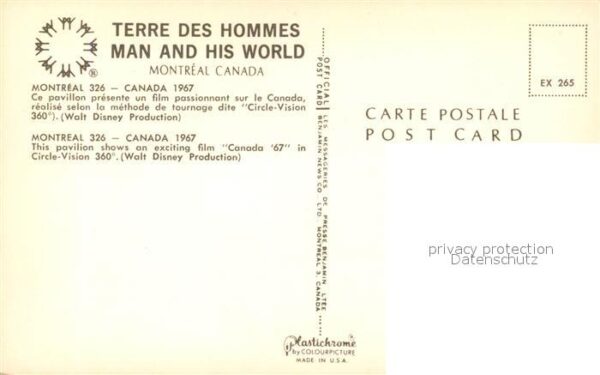 TERRE DES HOMMES
MAN AND HIS WORLD
MONTRÉAL CANADA
®
MONTRÉAL 326 — CANADA 1967
Ce pavillon présente un film passionnant sur le Canada,
réalisé selon la méthode de tournage dite "Circle-Vision
360°). (Walt Disney Production)
MONTRÉAL 326 — CANADA 1967
This pavilion shows an exciting film "Canada '67" in
Circle-Vision 360°. (Walt Disney Production)
(OFFICIAL) LES MESSAGERIES DE PRESSE BENJAMIN LTÉE
POST CARD) BENJAMIN NEWS CO. LTD. MONTREAL 3, CANADA
EX 265
CARTE POSTALE
POST CARD
privacy protection
Datenschutz
Plastichrome®
by COLOURPICTURE
MADE IN U.S.A.